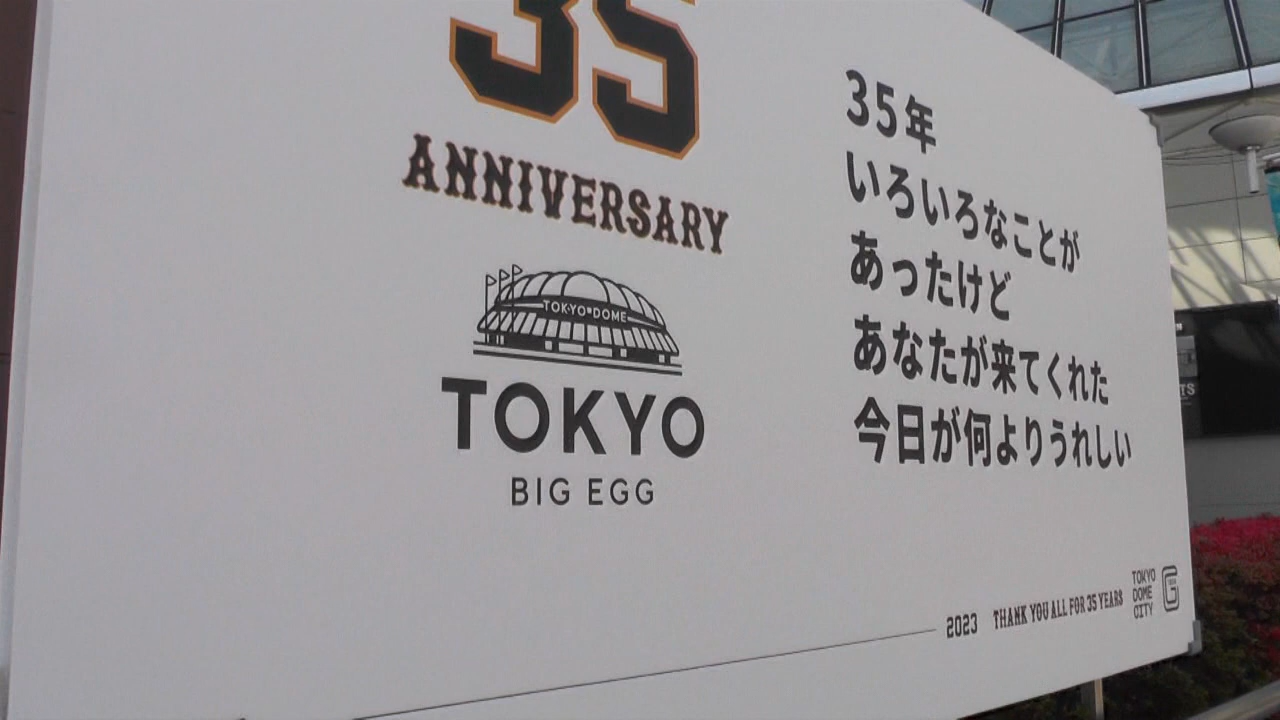 35
ANNIVERSARY
TOKYO DOME
TOKYO
BIG EGG
35年
いろいろなことが
あったけど
あなたが来てくれた
今日が何よりうれしい
2023 THANK YOU ALL FOR 35 YEARS
TOKYO
DOME
CITY
G